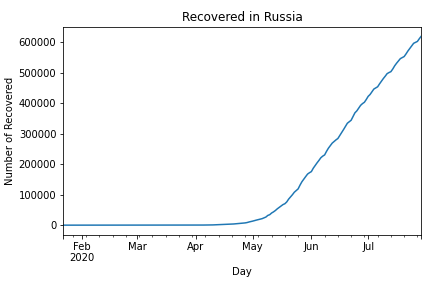 Recovered in Russia
Number of Recovered
600000
500000
400000
300000
200000
100000
0
Feb Mar Apr May Jun Jul
2020
Day